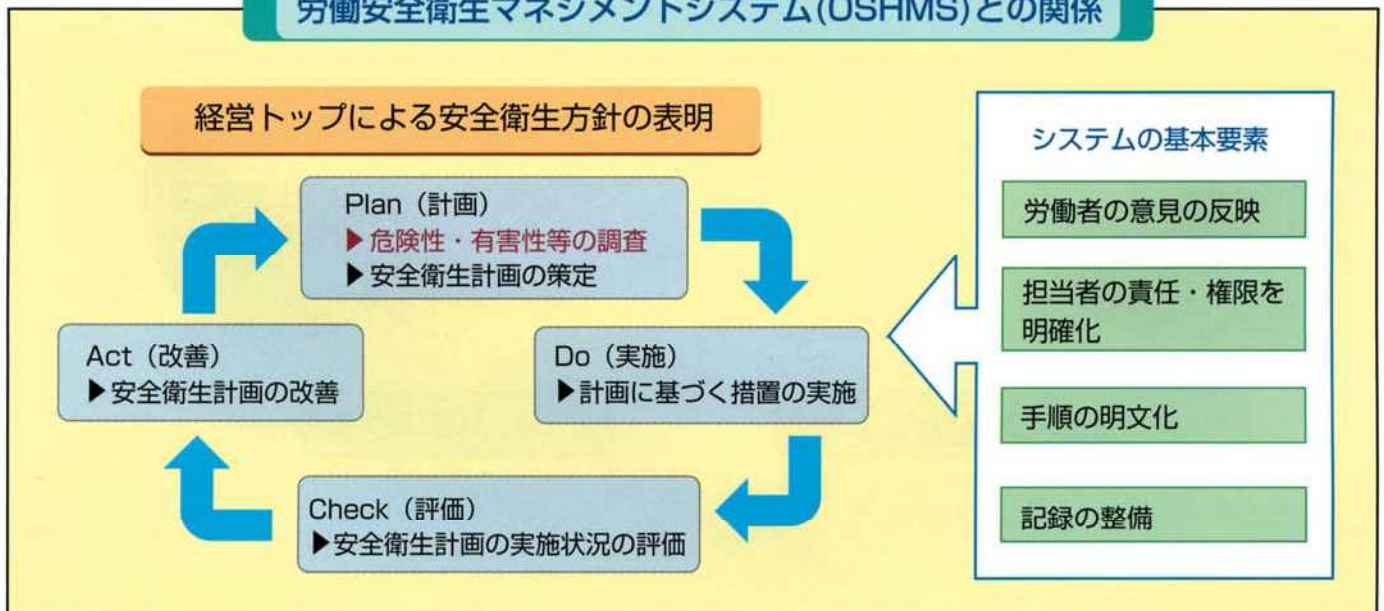 労働安全衛生マネジメントシステム(OSHMS)との関係
経営トップによる安全衛生方針の表明
Plan（計画）
▶危険性・有害性等の調査
▶安全衛生計画の策定
Do（実施）
▶計画に基づく措置の実施
Check（評価）
▶安全衛生計画の実施状況の評価
Act（改善）
▶安全衛生計画の改善
システムの基本要素
労働者の意見の反映
担当者の責任・権限を
明確化
手順の明文化
記録の整備